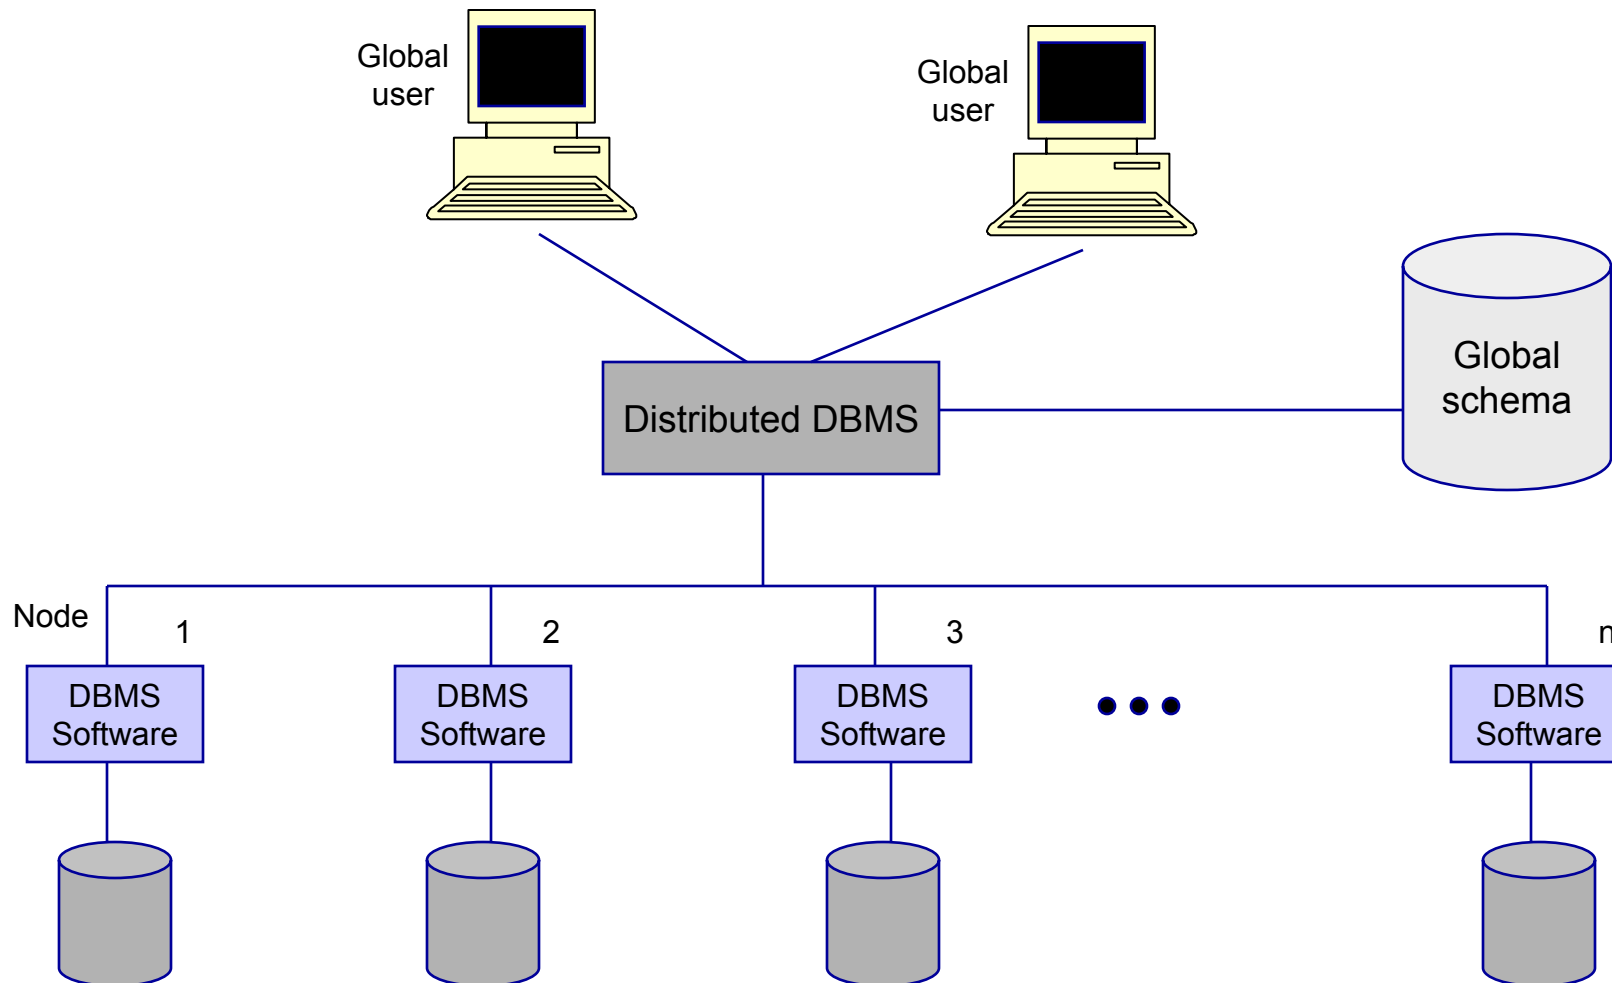 Global
user
Global
user
Global
schema
Distributed DBMS
Node
1
2
3
n
DBMS
Software
DBMS
Software
DBMS
Software
DBMS
Software